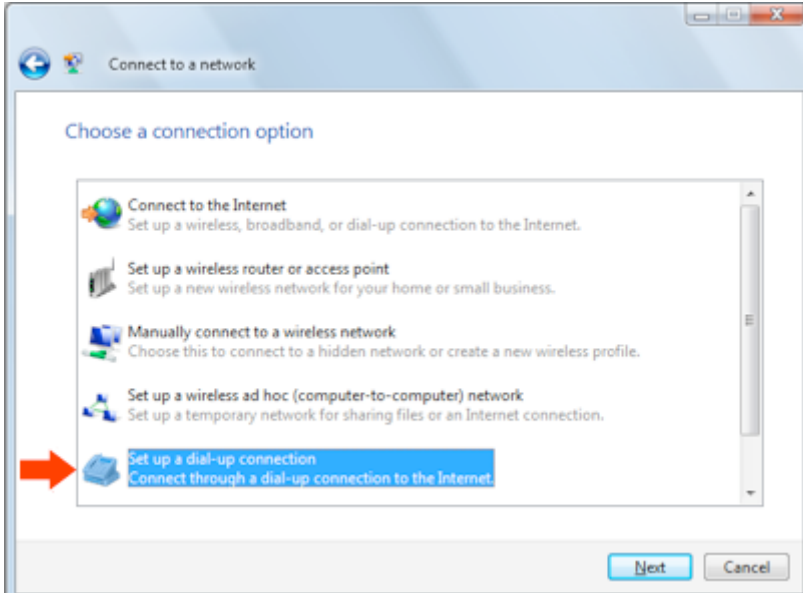 Connect to a network
Choose a connection option
Connect to the Internet
Set up a wireless, broadband, or dial-up connection to the Internet.
Set up a wireless router or access point
Set up a new wireless network for your home or small business.
Manually connect to a wireless network
Choose this to connect to a hidden network or create a new wireless profile.
Set up a wireless ad hoc (computer-to-computer) network
Set up a temporary network for sharing files or an Internet connection.
Set up a dial-up connection
Connect through a dial-up connection to the Internet.
Next Cancel